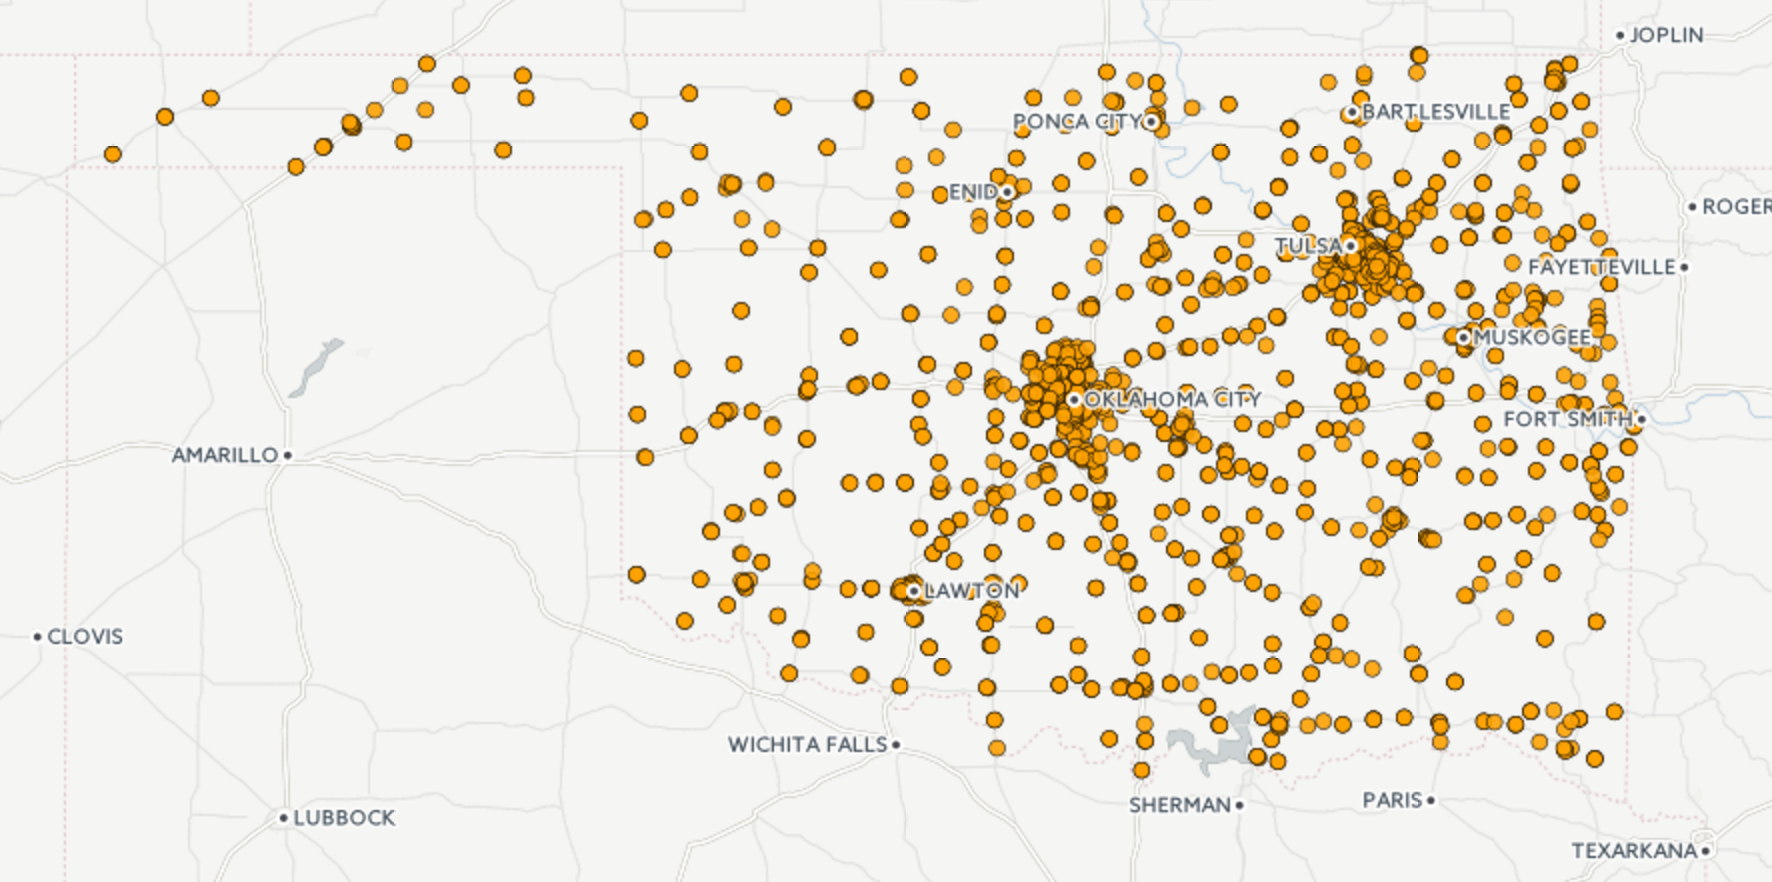 JOPLIN
BARTLESVILLE
PONCA CITY
ENID
ROGER
TULSA
FAYETTEVILLE
MUSKOGEE
OKLAHOMA CITY
FORT SMITH
AMARILLO
LAWTON
CLOVIS
WICHITA FALLS
PARIS
SHERMAN
LUBBOCK
TEXARKANA